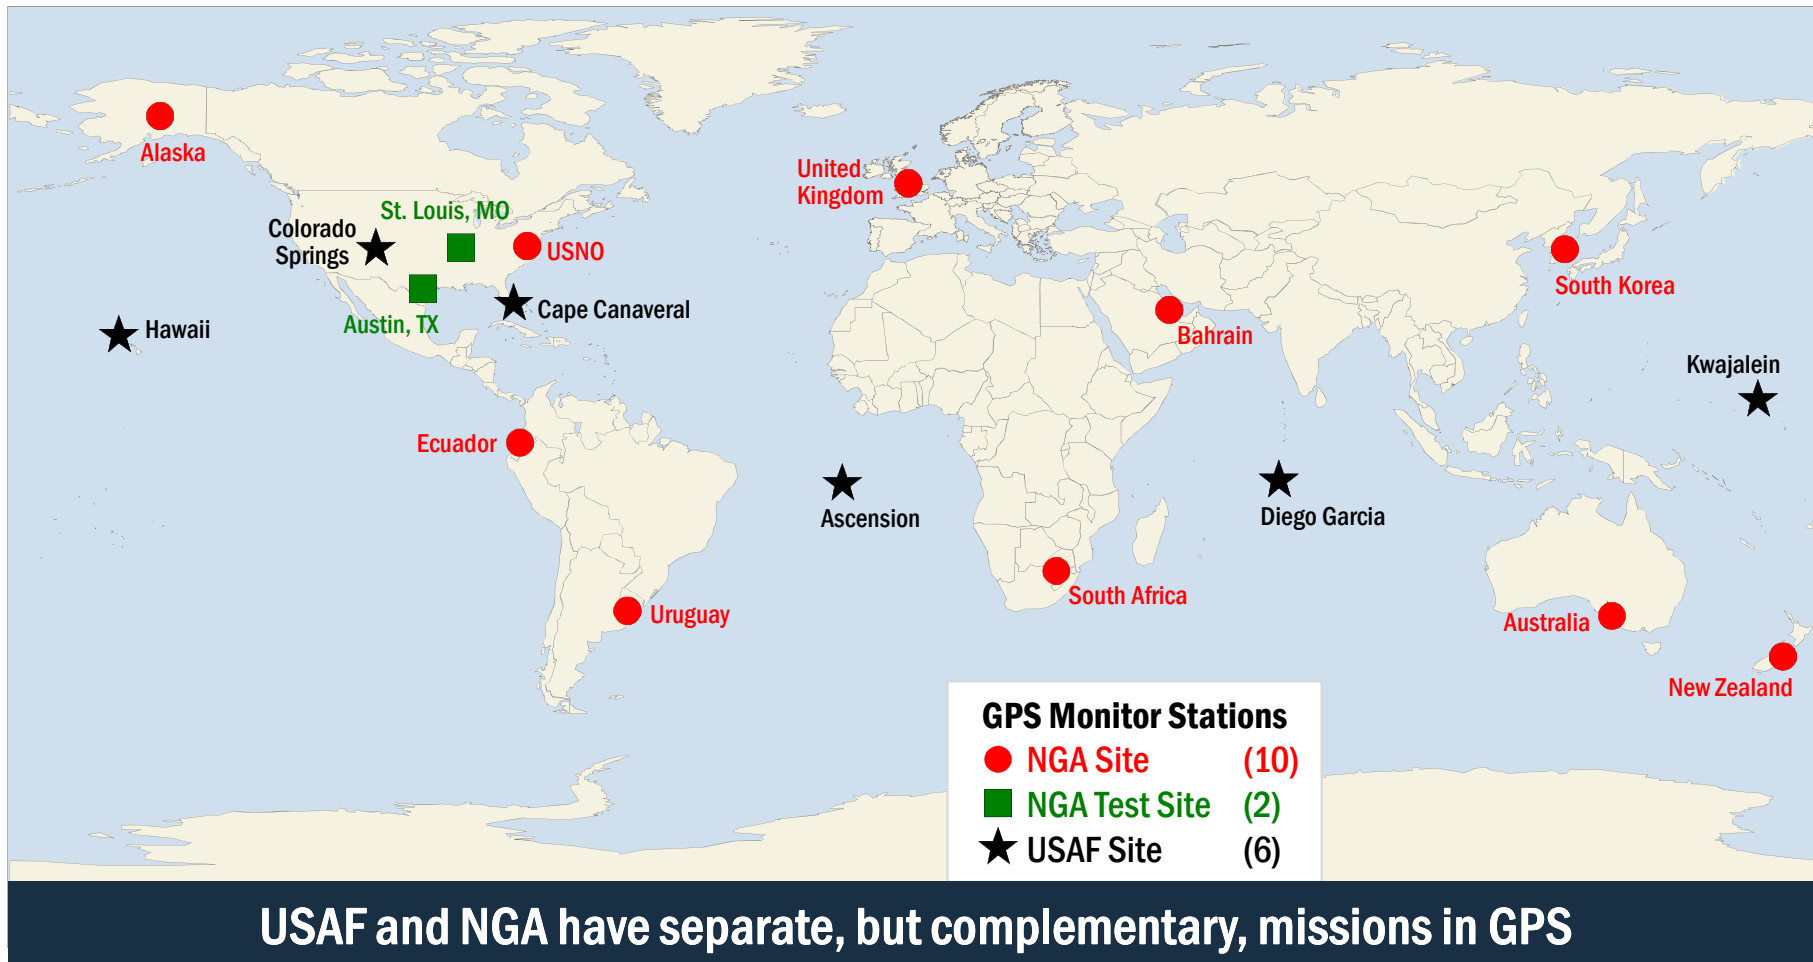 Alaska
United
Kingdom
St. Louis, MO
Colorado
Springs
USNO
South Korea
Cape Canaveral
Austin, TX
Hawaii
Bahrain
Kwajalein
Ecuador
Ascension
Diego Garcia
South Africa
Uruguay
Australia
New Zealand
GPS Monitor Stations
NGA Site (10)
NGA Test Site (2)
USAF Site (6)
USAF and NGA have separate, but complementary, missions in GPS